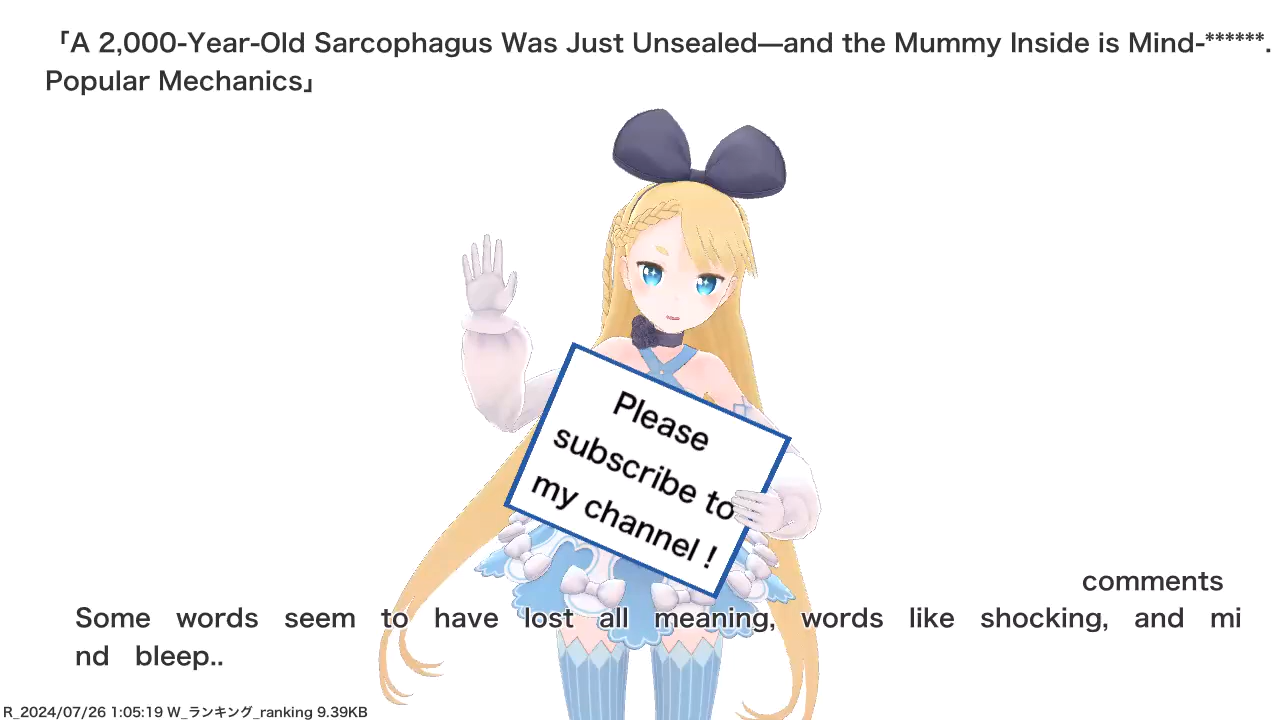 「A 2,000-Year-Old Sarcophagus Was Just Unsealed—and the Mummy Inside is Mind-******.
Popular Mechanics」
Please
subscribe to
my channel !
comments
Some words seem to have lost all meaning, words like shocking, and mi
nd bleep..
R_2024/07/26 1:05:19 W_ランキング_ranking 9.39KB